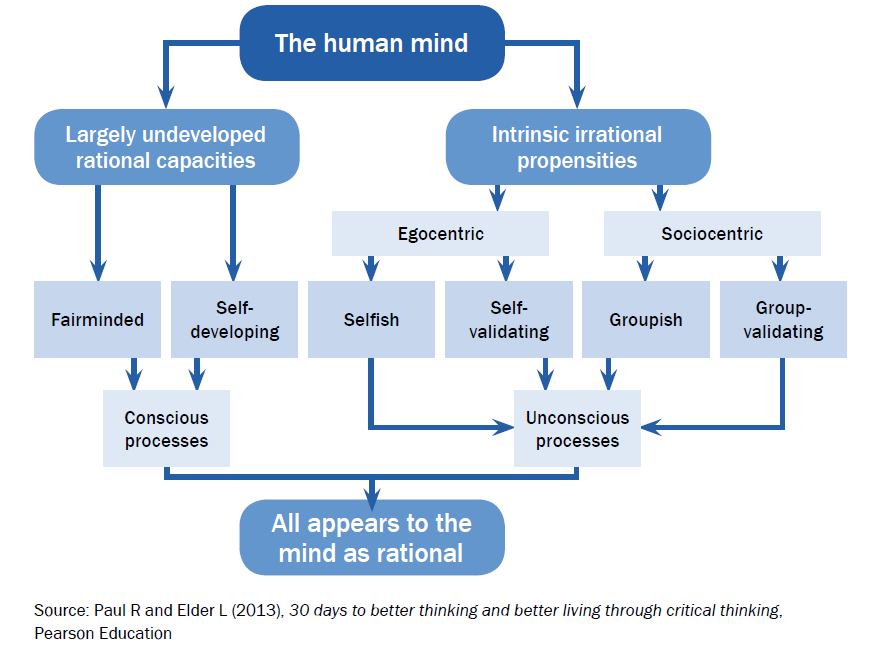 The human mind
Largely undeveloped
rational capacities
Intrinsic irrational
propensities
Egocentric
Sociocentric
Fairminded
Self-
developing
Selfish
Self-
validating
Groupish
Group-
validating
Conscious
processes
Unconscious
processes
All appears to the
mind as rational
Source: Paul R and Elder L (2013), 30 days to better thinking and better living through critical thinking,
Pearson Education